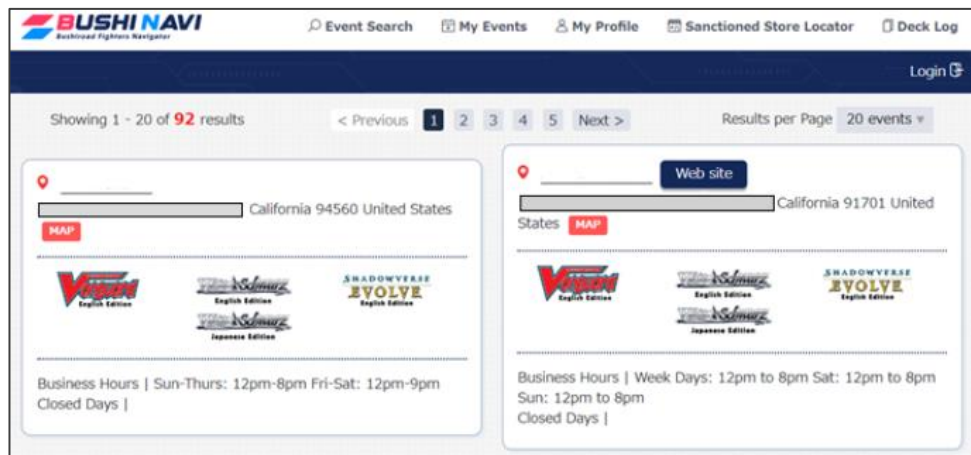 BUSHI NAVI
Bushiroad Fighters Navigator
Event Search
My Events
My Profile
Sanctioned Store Locator
Deck Log
Login
Showing 1 - 20 of 92 results
< Previous 1 2 3 4 5 Next >
Results per Page 20 events
California 94560 United States
MAP
Vanguard
English Edition
Weiß Schwarz
English Edition
Weiß Schwarz
Japanese Edition
SHADOWVERSE
EVOLVE
English Edition
Business Hours | Sun-Thurs: 12pm-8pm Fri-Sat: 12pm-9pm
Closed Days |
Web site
California 91701 United
States MAP
Vanguard
English Edition
Weiß Schwarz
English Edition
Weiß Schwarz
Japanese Edition
SHADOWVERSE
EVOLVE
English Edition
Business Hours | Week Days: 12pm to 8pm Sat: 12pm to 8pm
Sun: 12pm to 8pm
Closed Days |